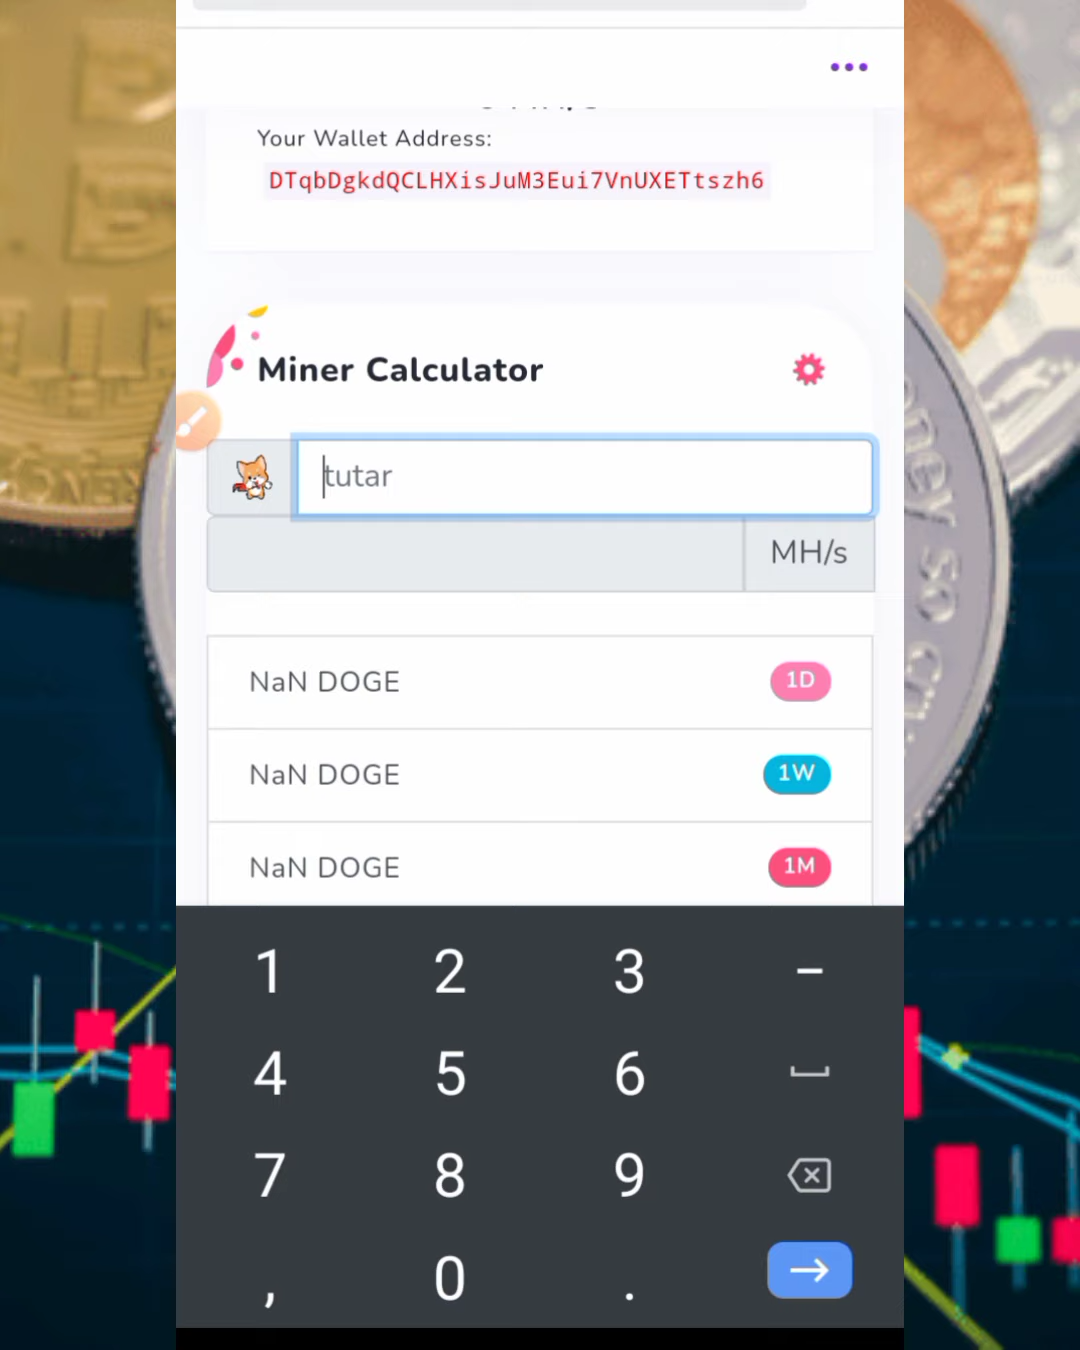 Your Wallet Address:
DTqbDgkdQCLHXisJuM3Eui7VnUXETtszh6
Miner Calculator
tutar
MH/s
NaN DOGE 1D
NaN DOGE 1W
NaN DOGE 1M
1 2 3 -
4 5 6
7 8 9
, 0 .